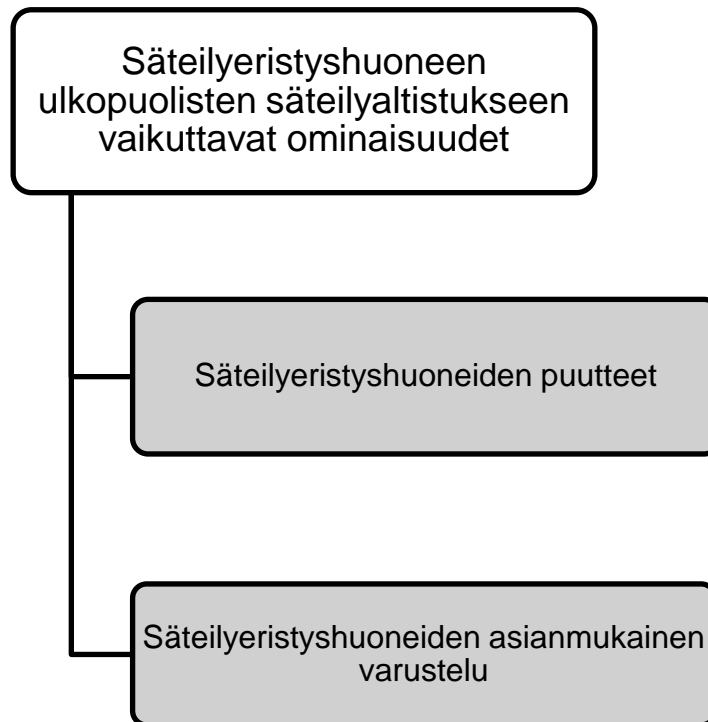 Säteilyeristyshuoneen
ulkopuolisten säteilyaltistukseen
vaikuttavat ominaisuudet
Säteilyeristyshuoneiden puutteet
Säteilyeristyshuoneiden asianmukainen
varustelu